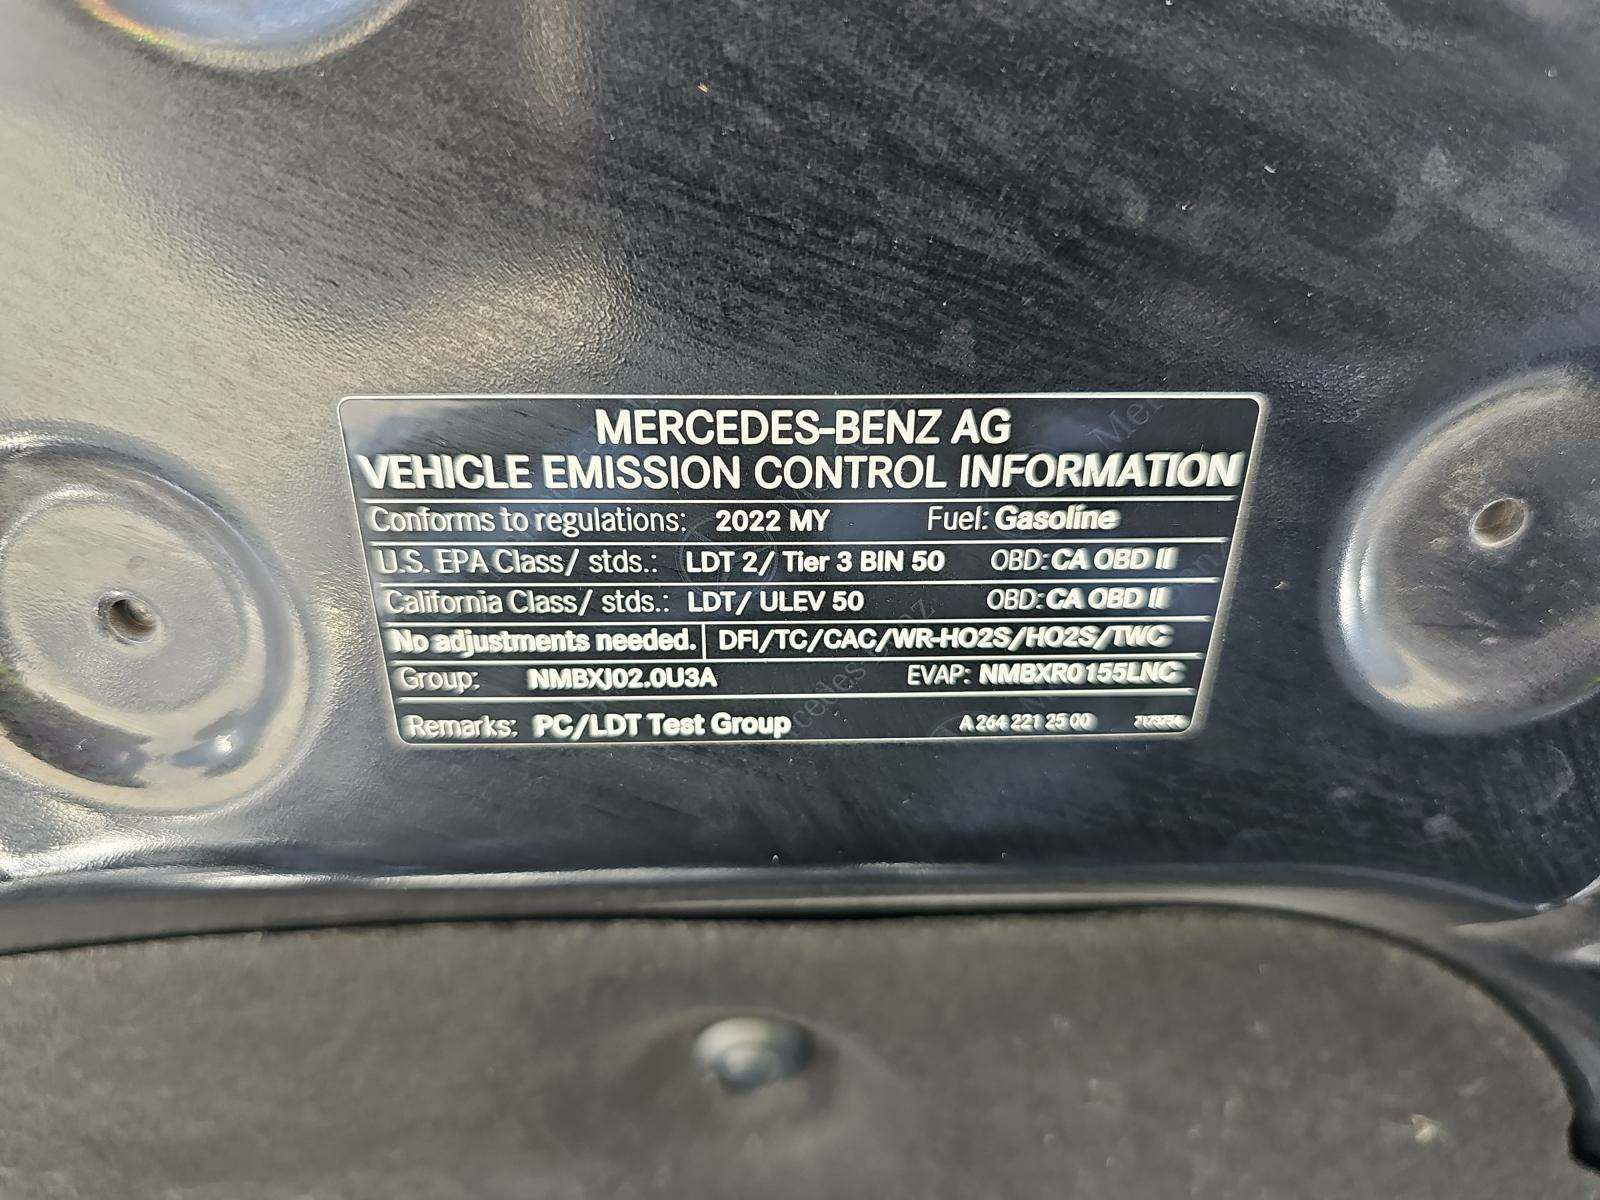 MERCEDES-BENZ AG
VEHICLE EMISSION CONTROL INFORMATION
Conforms to regulations: 2022 MY Fuel: Gasoline
U.S. EPA Class/ stds.: LDT 2/ Tier 3 BIN 50 OBD: CA OBD II
California Class/ stds.: LDT/ ULEV 50 OBD: CA OBD II
No adjustments needed. DFI/TC/CAC/WR-HO2S/HO2S/TWC
Group: NMBXJ02.0U3A EVAP: NMBXR0155LNC
Remarks: PC/LDT Test Group A 264 221 25 00